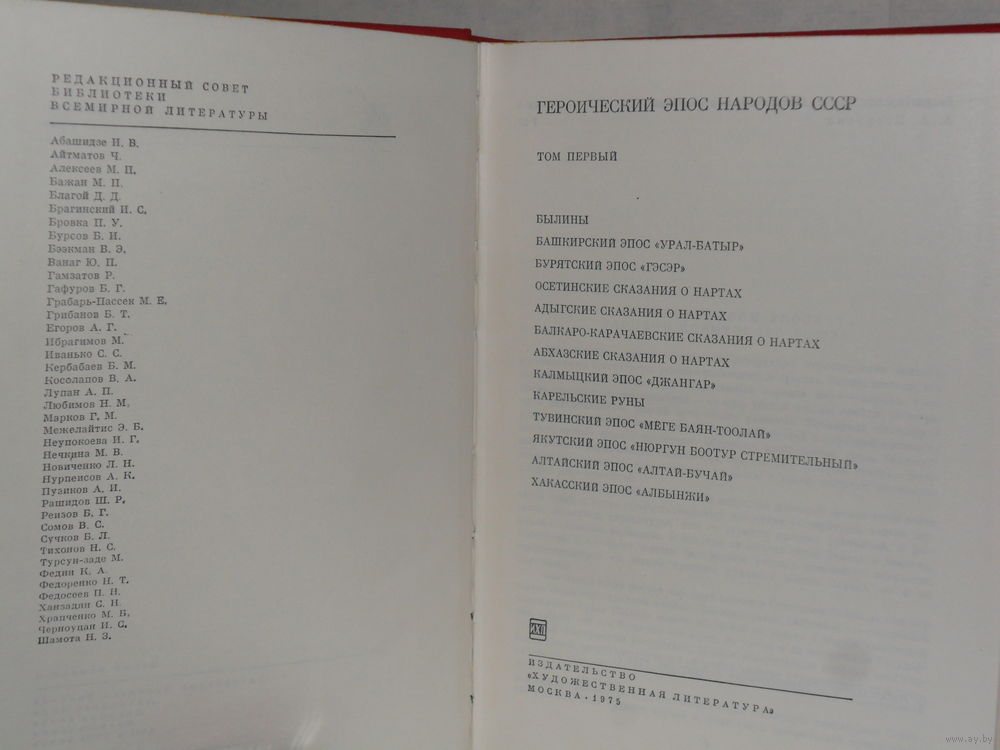 РЕДАКЦИОННЫЙ СОВЕТ
БИБЛИОТЕКИ
ВСЕМИРНОЙ ЛИТЕРАТУРЫ
Абашидзе И. В.
Айтматов Ч.
Алексеев М. П.
Бажан М. П.
Благой Д. Д.
Брагинский И. С.
Бровка П. У.
Бурсов Б. И.
Бээкман В. Э.
Ванаг Ю. П.
Гамзатов Р.
Гафуров Б. Г.
Грабарь-Пассек М. Е.
Грибанов Б. Т.
Егоров А. Г.
Ибрагимов М.
Иванько С. С.
Кербабаев Б. М.
Косолапов В. А.
Лупан А. П.
Любимов Н. М.
Марков Г. М.
Межелайтис Э. Б.
Неупокоева И. Г.
Нечкина М. В.
Новиченко Л. Н.
Нурпеисов А. К.
Пузиков А. И.
Рашидов Ш. Р.
Реизов Б. Г.
Сомов В. С.
Сучков Б. Л.
Тихонов Н. С.
Турсун-заде М.
Федин К. А.
Федоренко Н. Т.
Федосеев П. Н.
Ханзадян С. Н.
Храпченко М. Б.
Черноуцан И. С.
Шамота Н. З.
ГЕРОИЧЕСКИЙ ЭПОС НАРОДОВ СССР
ТОМ ПЕРВЫЙ
БЫЛИНЫ
БАШКИРСКИЙ ЭПОС «УРАЛ-БАТЫР»
БУРЯТСКИЙ ЭПОС «ГЭСЭР»
ОСЕТИНСКИЕ СКАЗАНИЯ О НАРТАХ
АДЫГСКИЕ СКАЗАНИЯ О НАРТАХ
БАЛКАРО-КАРАЧАЕВСКИЕ СКАЗАНИЯ О НАРТАХ
АБХАЗСКИЕ СКАЗАНИЯ О НАРТАХ
КАЛМЫЦКИЙ ЭПОС «ДЖАНГАР»
КАРЕЛЬСКИЕ РУНЫ
ТУВИНСКИЙ ЭПОС «МЁГЕ БАЯН-ТООЛАЙ»
ЯКУТСКИЙ ЭПОС «НЮРГУН БООТУР СТРЕМИТЕЛЬНЫЙ»
АЛТАЙСКИЙ ЭПОС «АЛТАЙ-БУЧАЙ»
ХАКАССКИЙ ЭПОС «АЛБЫНЖИ»
ИЗДАТЕЛЬСТВО
«ХУДОЖЕСТВЕННАЯ ЛИТЕРАТУРА»
МОСКВА · 1975
www.ay.by